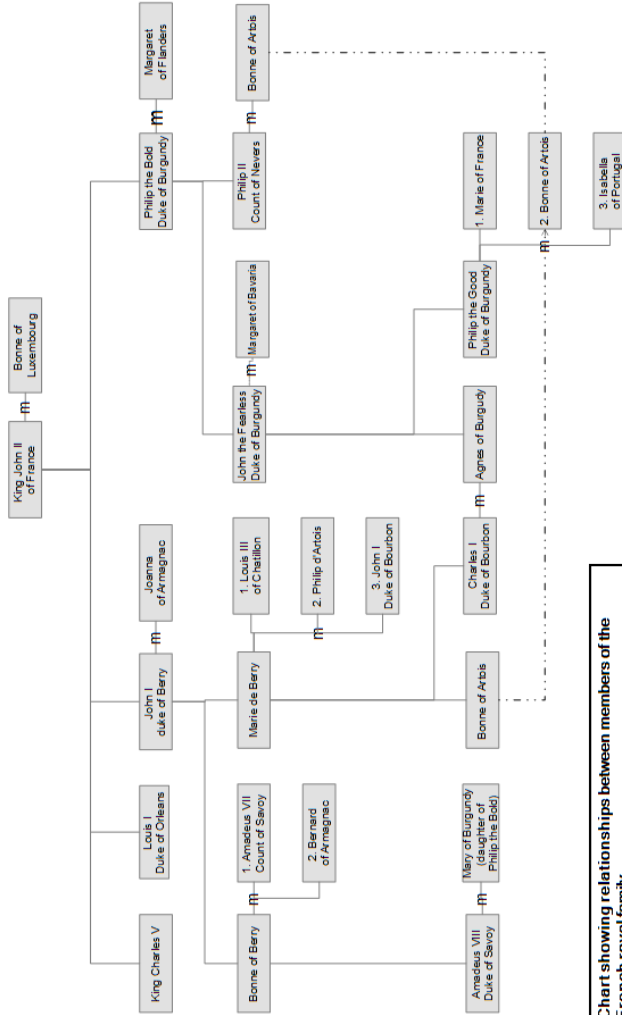 King John II
of France
m
Bonne of
Luxembourg
King Charles V
Louis I
Duke of Orleans
John I
duke of Berry
m
Joanna
of Armagnac
Philip the Bold
Duke of Burgundy
m
Margaret
of Flanders
Bonne of Berry
m
1. Amadeus VII
Count of Savoy
2. Bernard
of Armagnac
Marie de Berry
m
1. Louis III
of Chatillon
2. Philip d'Artois
3. John I
Duke of Bourbon
John the Fearless
Duke of Burgundy
m
Margaret of Bavaria
Philip II
Count of Nevers
m
Bonne of Artois
Amadeus VIII
Duke of Savoy
m
Mary of Burgundy
(daughter of
Philip the Bold)
Bonne of Artois
Charles I
Duke of Bourbon
m
Agnes of Burgudy
Philip the Good
Duke of Burgundy
m
1. Marie of France
2. Bonne of Artois
3. Isabella
of Portugal
Chart showing relationships between members of the
French royal family